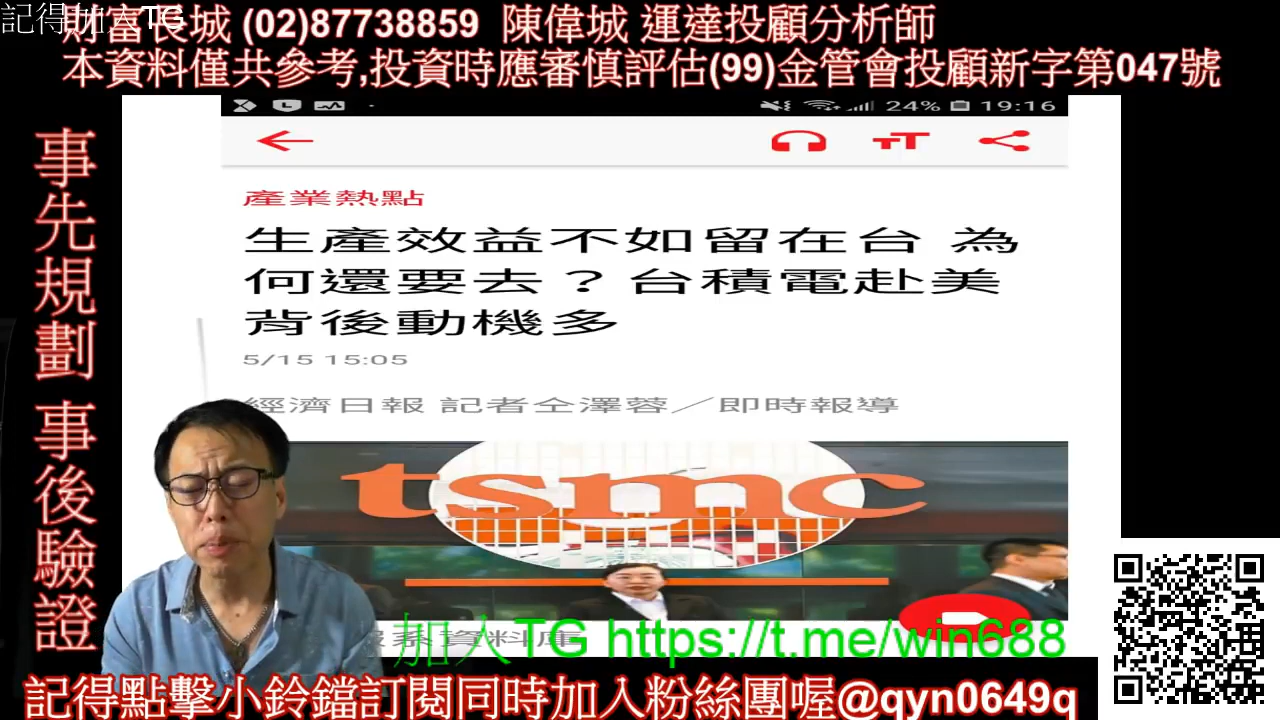 記得加入TG
財富長城 (02)87738859 陳偉城 運達投顧分析師
本資料僅共參考,投資時應審慎評估(99)金管會投顧新字第047號
24% 19:16
產業熱點
生產效益不如留在台 為
何還要去？台積電赴美
背後動機多
5/15 15:05
經濟日報 記者仝澤蓉／即時報導
tsmc
事先規劃 事後驗證
報系資料庫
加入TG https://t.me/win688
記得點擊小鈴鐺訂閱同時加入粉絲團喔@qyn0649q